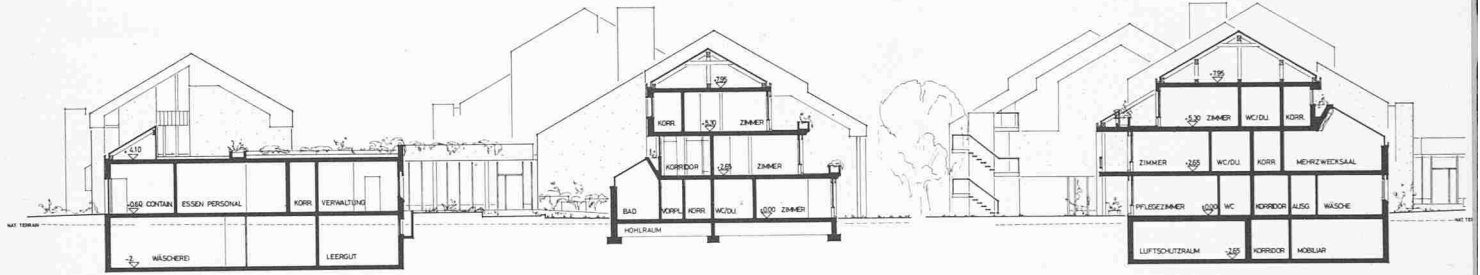 +4.10
+0.60 CONTAIN. ESSEN PERSONAL KORR. VERWALTUNG
NAT. TERRAIN
-2 WÄSCHEREI LEERGUT
+7.95
KORR. +5.30 ZIMMER
KORRIDOR +2.65 ZIMMER
BAD VORPL. KORR. WC/DU. ±0.00 ZIMMER
HOHLRAUM
+7.95
+5.30 ZIMMER WC/DU. KORR.
ZIMMER +2.65 WC/DU. KORR. MEHRZWECKSAAL
PFLEGEZIMMER ±0.00 WC KORRIDOR AUSG. WÄSCHE
NAT. TE
LUFTSCHUTZRAUM -2.65 KORRIDOR MOBILIAR